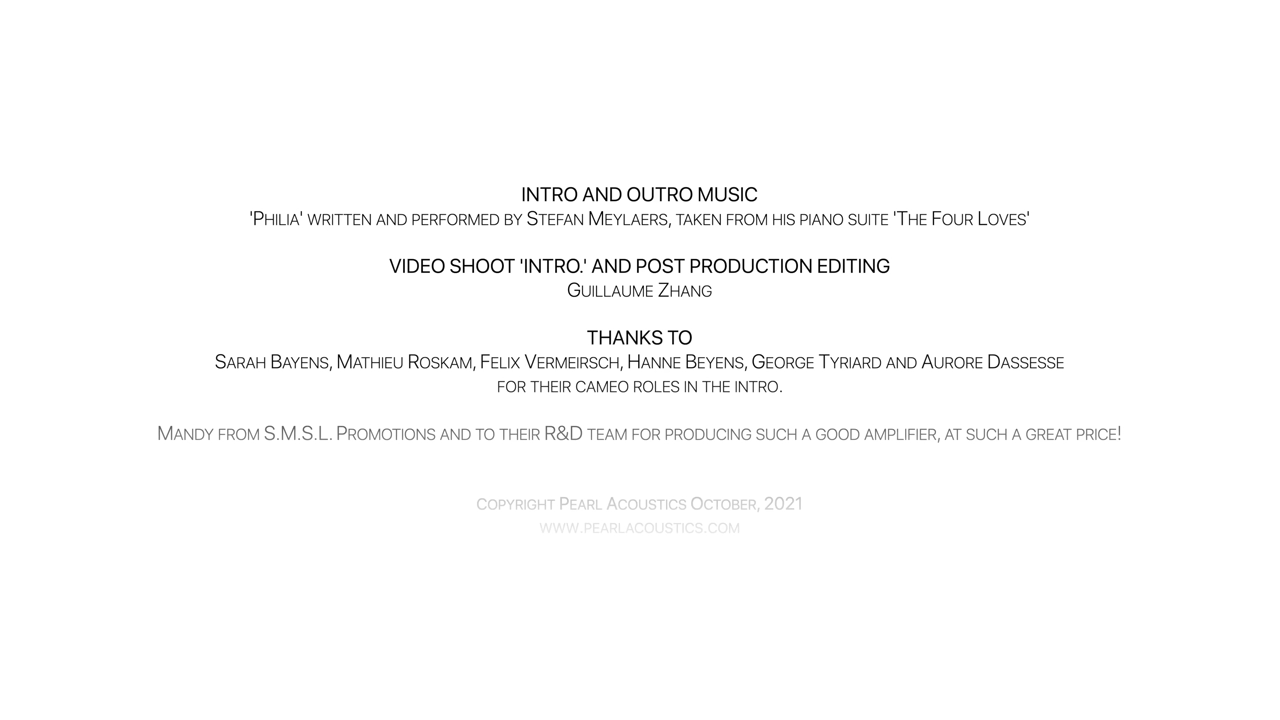 INTRO AND OUTRO MUSIC
'Philia' written and performed by Stefan Meylaers, taken from his piano suite 'The Four Loves'
VIDEO SHOOT 'INTRO.' AND POST PRODUCTION EDITING
Guillaume Zhang
THANKS TO
Sarah Bayens, Mathieu Roskam, Felix Vermeirsch, Hanne Beyens, George Tyriard and Aurore Dassesse
for their cameo roles in the intro.
Mandy from S.M.S.L. Promotions and to their R&D team for producing such a good amplifier, at such a great price!
copyright Pearl Acoustics October, 2021
www.pearlacoustics.com